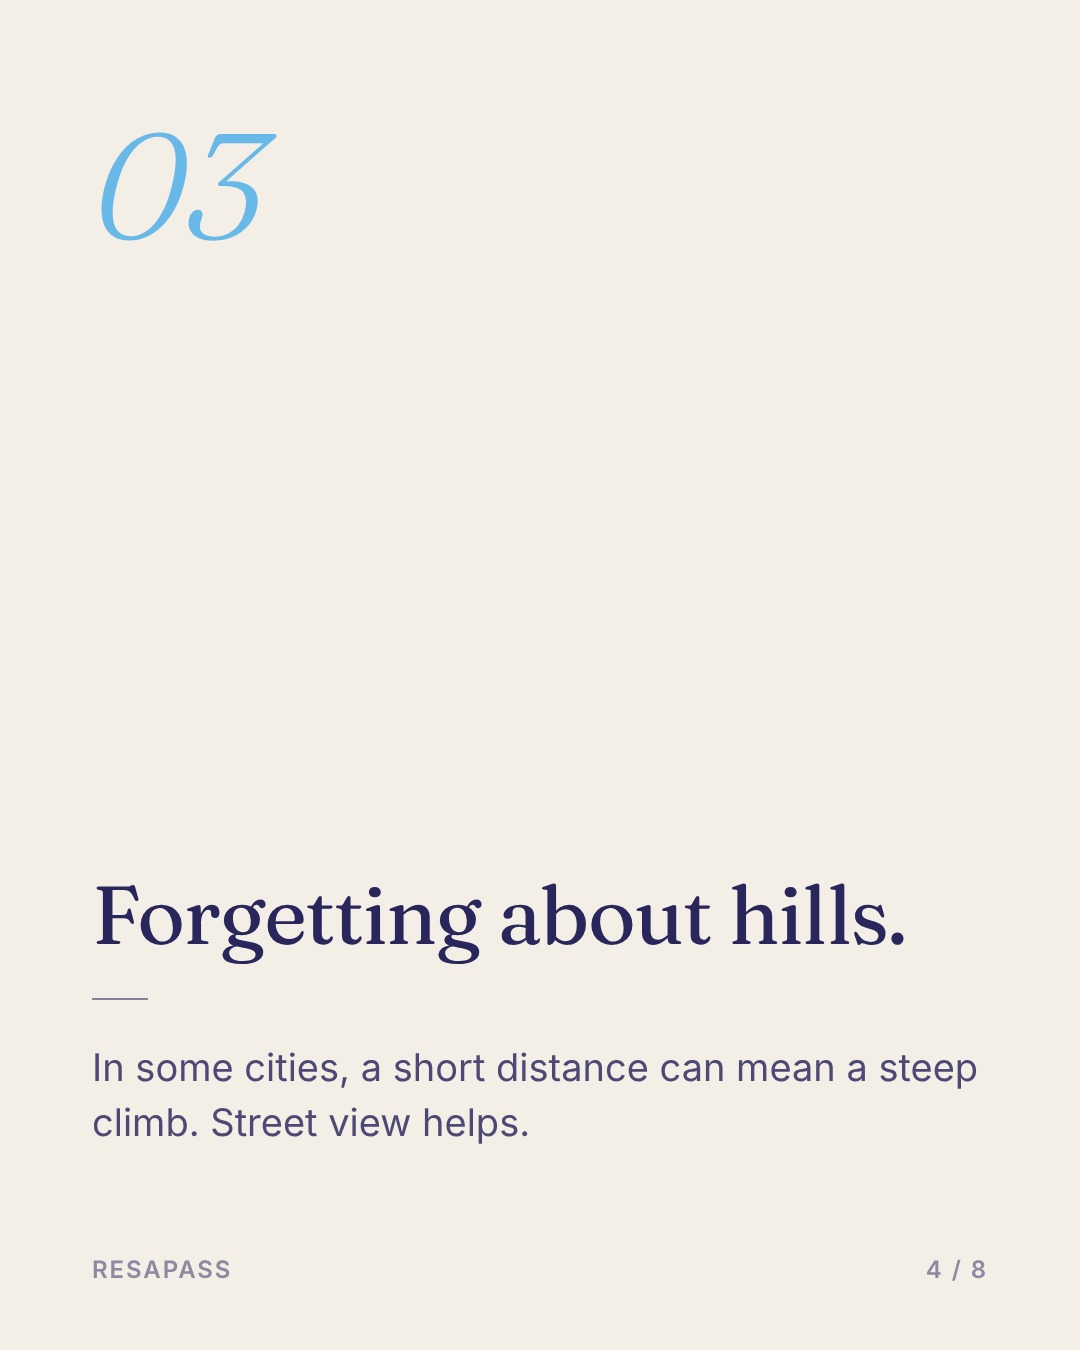 03
Forgetting about hills.
In some cities, a short distance can mean a steep
climb. Street view helps.
RESAPASS
4 / 8